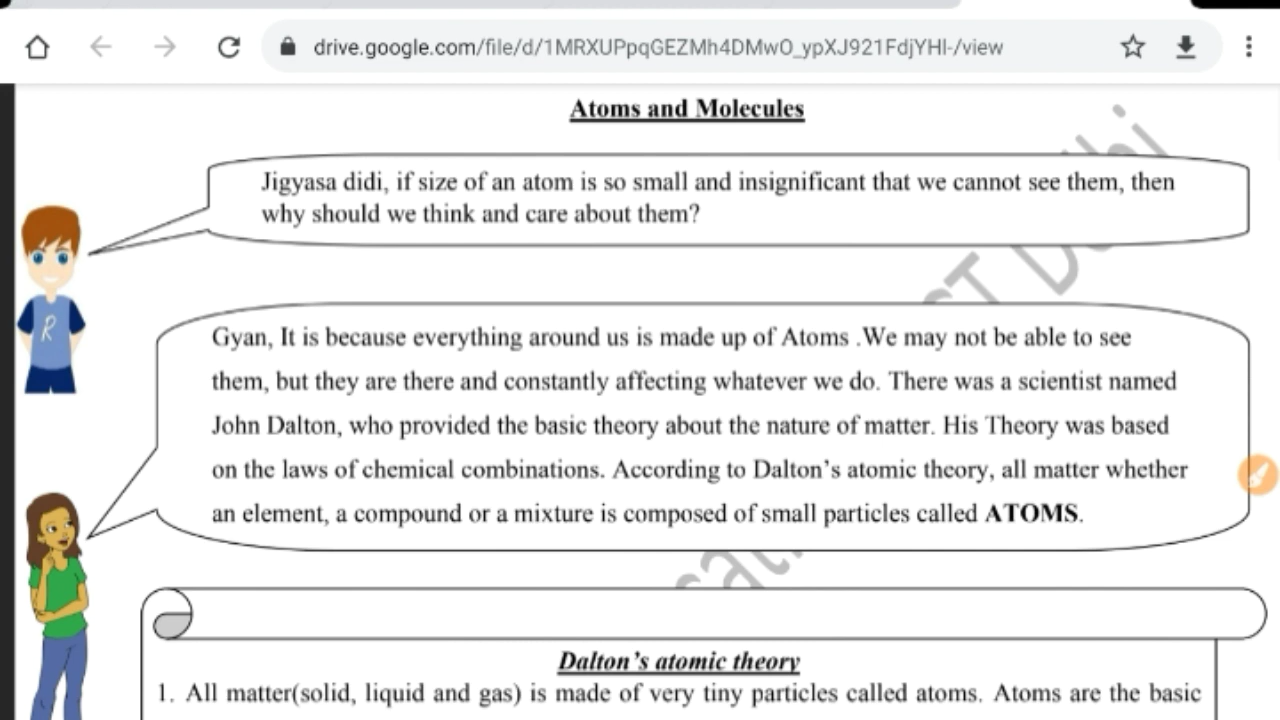 drive.google.com/file/d/1MRXUPpqGEZMh4DMwO_ypXJ921FdjYHl-/view
Atoms and Molecules
Jigyasa didi, if size of an atom is so small and insignificant that we cannot see them, then
why should we think and care about them?
R
Gyan, It is because everything around us is made up of Atoms .We may not be able to see
them, but they are there and constantly affecting whatever we do. There was a scientist named
John Dalton, who provided the basic theory about the nature of matter. His Theory was based
on the laws of chemical combinations. According to Dalton’s atomic theory, all matter whether
an element, a compound or a mixture is composed of small particles called ATOMS.
Dalton’s atomic theory
1. All matter(solid, liquid and gas) is made of very tiny particles called atoms. Atoms are the basic